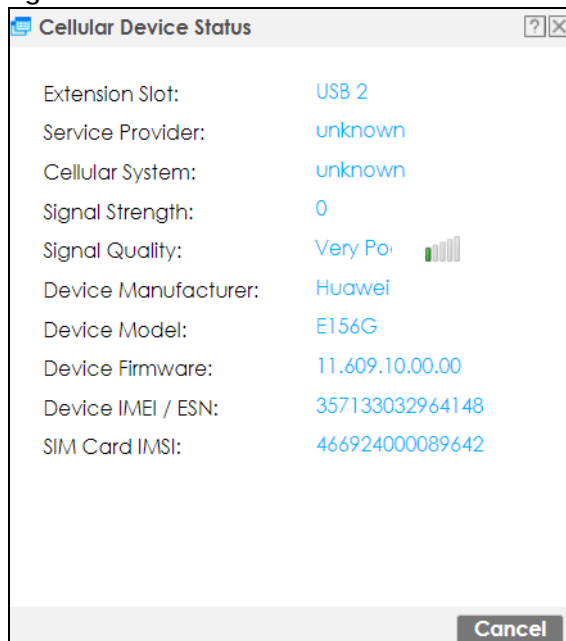 Cellular Device Status
Extension Slot: USB 2
Service Provider: unknown
Cellular System: unknown
Signal Strength: 0
Signal Quality: Very Po
Device Manufacturer: Huawei
Device Model: E156G
Device Firmware: 11.609.10.00.00
Device IMEI / ESN: 357133032964148
SIM Card IMSI: 466924000089642
Cancel